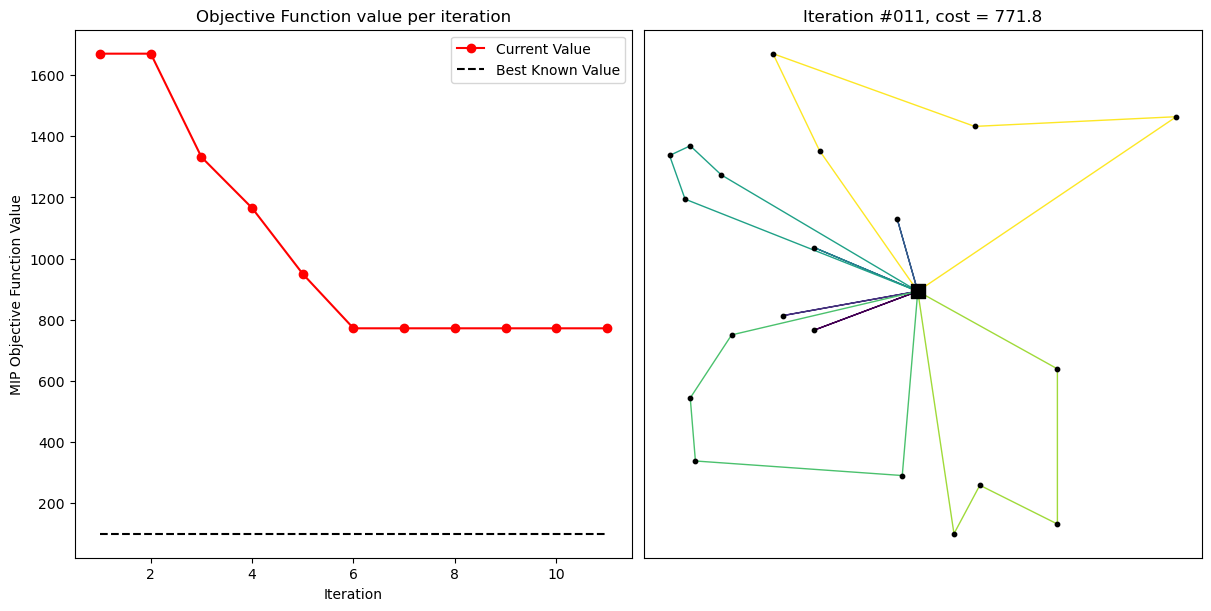 Objective Function value per iteration
Current Value
Best Known Value
MIP Objective Function Value
1600
1400
1200
1000
800
600
400
200
2 4 6 8 10
Iteration
Iteration #011, cost = 771.8